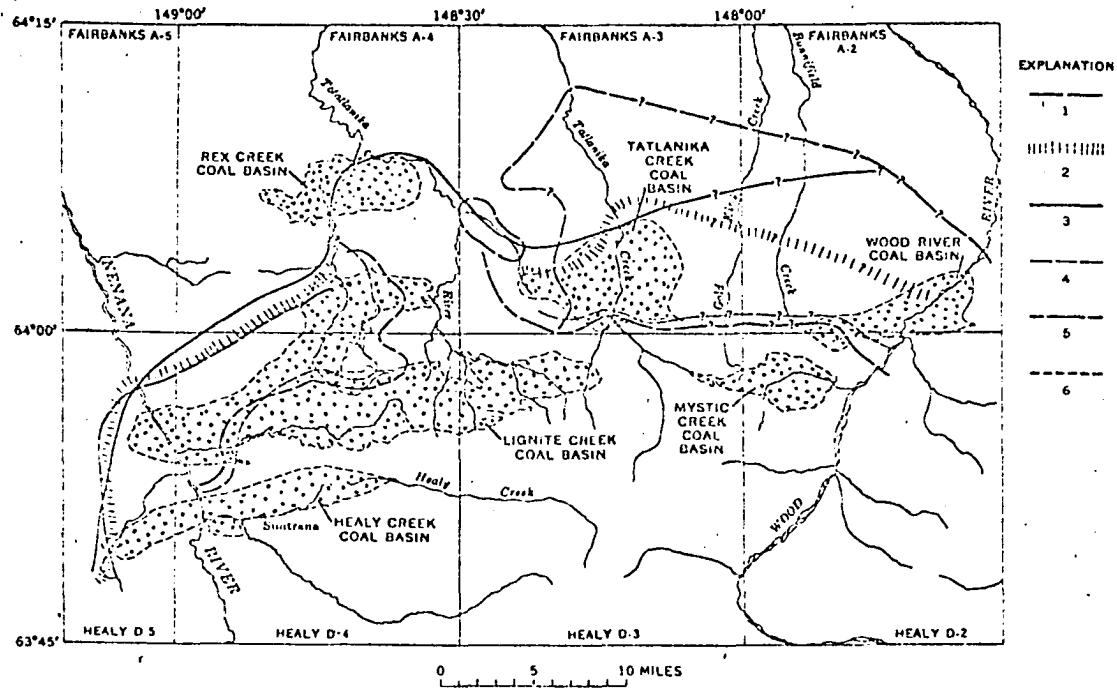 149°00'
148°30'
148°00'
64°15'
FAIRBANKS A-5
FAIRBANKS A-4
FAIRBANKS A-3
FAIRBANKS
A-2
EXPLANATION
1
2
3
4
5
6
Totatlanika
Tatlanika
Creek
Creek
Bonnifield
Creek
Gold
REX CREEK
COAL BASIN
TATLANIKA
CREEK
COAL
BASIN
WOOD RIVER
COAL BASIN
RIVER
NENANA
River
64°00'
LIGNITE CREEK
COAL BASIN
MYSTIC
CREEK
COAL
BASIN
Healy Creek
Suntrana
HEALY CREEK
COAL BASIN
RIVER
WOOD
63°45'
HEALY D-5
HEALY D-4
HEALY D-3
HEALY D-2
0 5 10 MILES